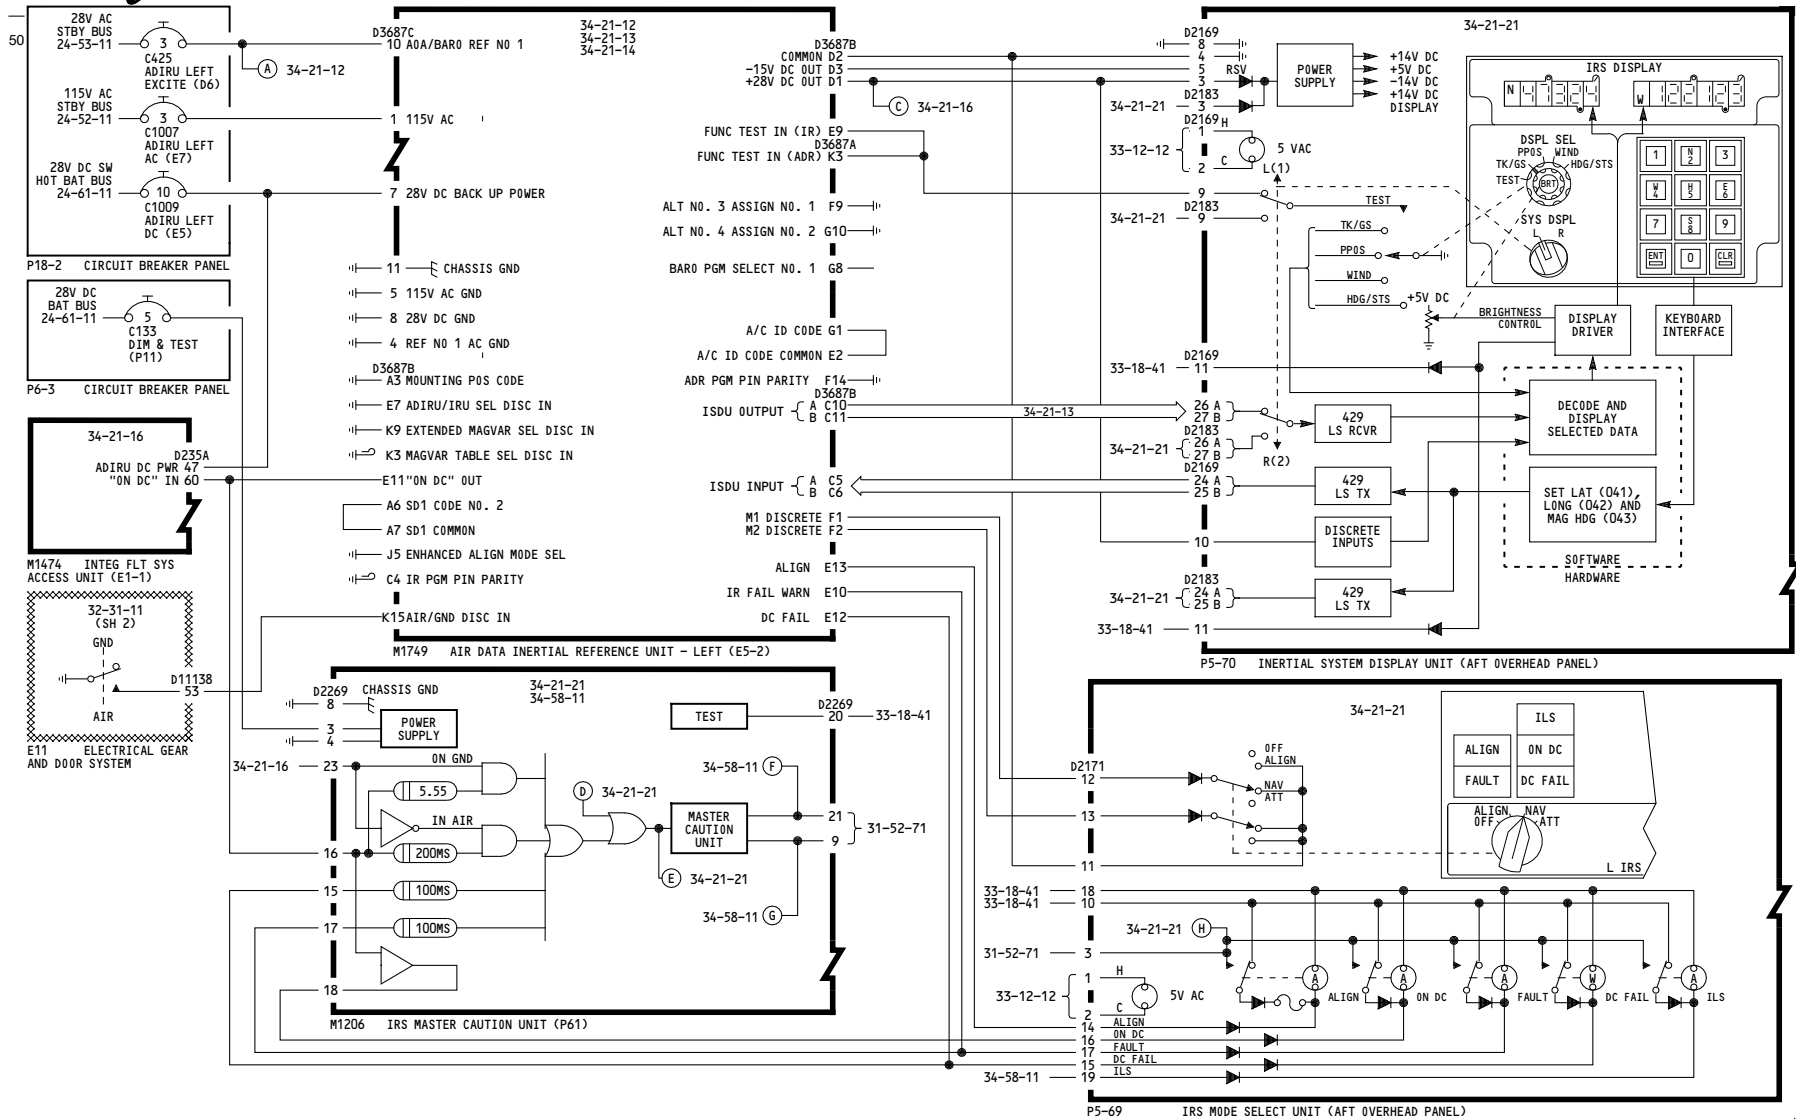 50
28V AC
STBY BUS
24-53-11
3
C425
ADIRU LEFT
EXCITE (D6)
A 34-21-12
115V AC
STBY BUS
24-52-11
3
C1007
ADIRU LEFT
AC (E7)
28V DC SW
HOT BAT BUS
24-61-11
10
C1009
ADIRU LEFT
DC (E5)
P18-2 CIRCUIT BREAKER PANEL
28V DC
BAT BUS
24-61-11
5
C133
DIM & TEST
(P11)
P6-3 CIRCUIT BREAKER PANEL
34-21-16
D235A
ADIRU DC PWR 47
"ON DC" IN 60
M1474 INTEG FLT SYS
ACCESS UNIT (E1-1)
32-31-11
(SH 2)
GND
AIR
D11138
53
E11 ELECTRICAL GEAR
AND DOOR SYSTEM
34-21-12
34-21-13
34-21-14
D3687C
10 AOA/BARO REF NO 1
1 115V AC
7 28V DC BACK UP POWER
11 CHASSIS GND
5 115V AC GND
8 28V DC GND
4 REF NO 1 AC GND
D3687B
A3 MOUNTING POS CODE
E7 ADIRU/IRU SEL DISC IN
K9 EXTENDED MAGVAR SEL DISC IN
K3 MAGVAR TABLE SEL DISC IN
E11 "ON DC" OUT
A6 SD1 CODE NO. 2
A7 SD1 COMMON
J5 ENHANCED ALIGN MODE SEL
C4 IR PGM PIN PARITY
K15 AIR/GND DISC IN
D3687B
COMMON D2
-15V DC OUT D3
+28V DC OUT D1
C 34-21-16
FUNC TEST IN (IR) E9
D3687A
FUNC TEST IN (ADR) K3
ALT NO. 3 ASSIGN NO. 1 F9
ALT NO. 4 ASSIGN NO. 2 G10
BARO PGM SELECT NO. 1 G8
A/C ID CODE G1
A/C ID CODE COMMON E2
ADR PGM PIN PARITY F14
D3687B
ISDU OUTPUT A C10
B C11
34-21-13
ISDU INPUT A C5
B C6
M1 DISCRETE F1
M2 DISCRETE F2
ALIGN E13
IR FAIL WARN E10
DC FAIL E12
M1749 AIR DATA INERTIAL REFERENCE UNIT - LEFT (E5-2)
34-21-21
34-58-11
D2269
8 CHASSIS GND
3
4
POWER
SUPPLY
34-21-16 23
ON GND
5.55
IN AIR
16
200MS
15
100MS
17
100MS
18
D 34-21-21
TEST
D2269
20 33-18-41
34-58-11 F
MASTER
CAUTION
UNIT
21
9
31-52-71
E 34-21-21
34-58-11 G
M1206 IRS MASTER CAUTION UNIT (P61)
34-21-21
D2169
8
4
5
RSV
3
D2183
34-21-21 3
POWER
SUPPLY
+14V DC
+5V DC
-14V DC
+14V DC
DISPLAY
D2169
33-12-12
1 H
2 C
5 VAC
L(1)
9
D2183
34-21-21 9
TEST
TK/GS
PPOS
WIND
HDG/STS
+5V DC
BRIGHTNESS
CONTROL
DISPLAY
DRIVER
KEYBOARD
INTERFACE
IRS DISPLAY
N 47324
W 122123
DSPL SEL
PPOS WIND
TK/GS HDG/STS
TEST
BRT
SYS DSPL
L R
1 N 2 3
W 4 H 5 E 6
7 S 8 9
ENT 0 CLR
D2169
33-18-41 11
26 A
27 B
D2183
34-21-21 26 A
27 B
R(2)
429
LS RCVR
DECODE AND
DISPLAY
SELECTED DATA
D2169
24 A
25 B
429
LS TX
SET LAT (041),
LONG (042) AND
MAG HDG (043)
10
DISCRETE
INPUTS
SOFTWARE
HARDWARE
D2183
34-21-21 24 A
25 B
429
LS TX
33-18-41 11
P5-70 INERTIAL SYSTEM DISPLAY UNIT (AFT OVERHEAD PANEL)
34-21-21
D2171
12
13
11
OFF
ALIGN
NAV
ATT
ILS
ALIGN ON DC
FAULT DC FAIL
ALIGN NAV
OFF ATT
L IRS
33-18-41 18
33-18-41 10
34-21-21 H
31-52-71 3
33-12-12
1 H
2 C
5V AC
A ALIGN
A ON DC
A FAULT
W DC FAIL
A ILS
14 ALIGN
16 ON DC
17 FAULT
15 DC FAIL
34-58-11 19 ILS
P5-69 IRS MODE SELECT UNIT (AFT OVERHEAD PANEL)